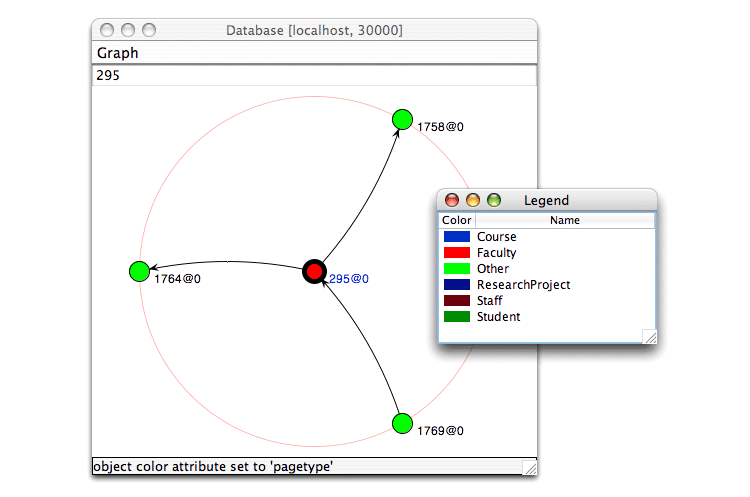 Database [localhost, 30000]
Graph
295
1758@0
1764@0
295@0
1769@0
object color attribute set to 'pagetype'
Legend
Color Name
Course
Faculty
Other
ResearchProject
Staff
Student